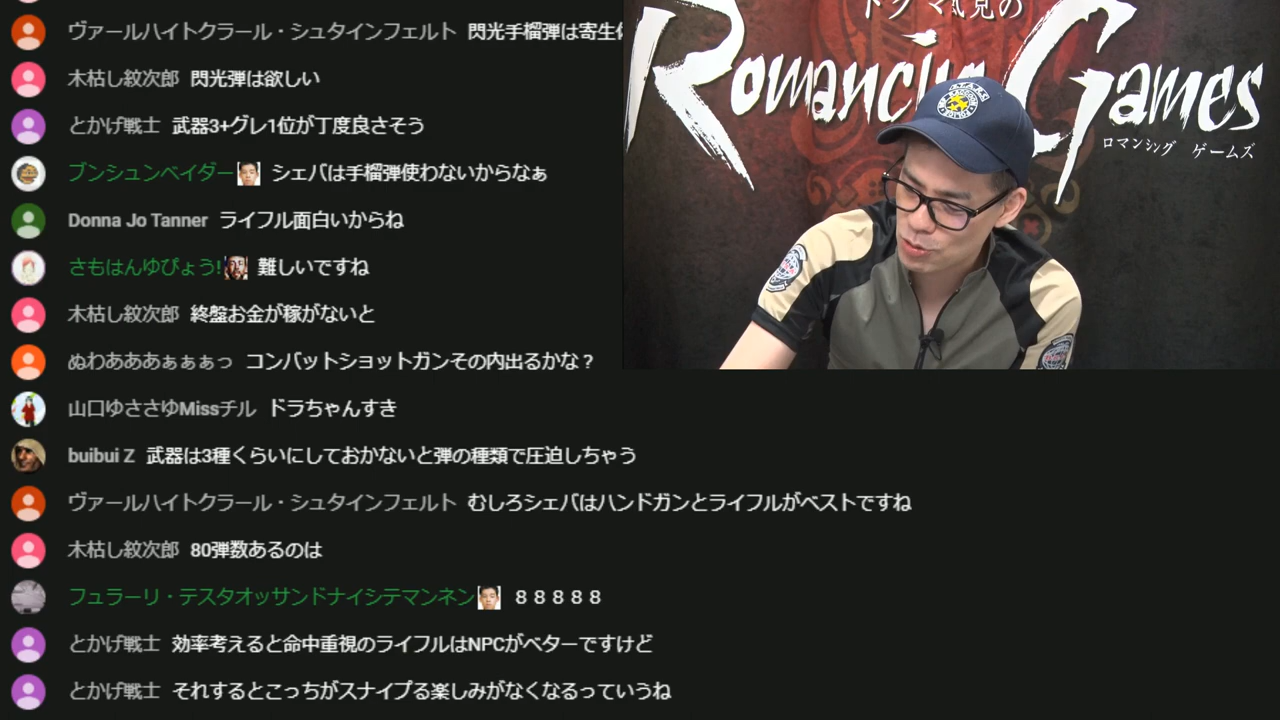 ヴァールハイトクラール・シュタインフェルト 閃光手榴弾は寄生
木枯し紋次郎 閃光弾は欲しい
とかげ戦士 武器3+グレ1位が丁度良さそう
ブンシュンベイダー シェバは手榴弾使わないからなぁ
Donna Jo Tanner ライフル面白いからね
さもはんゆぴょう! 難しいですね
木枯し紋次郎 終盤お金が稼がないと
ぬわあああぁぁぁっ コンバットショットガンその内出るかな？
山口ゆささゆMissチル ドラちゃんすき
buibui Z 武器は3種くらいにしておかないと弾の種類で圧迫しちゃう
ヴァールハイトクラール・シュタインフェルト むしろシェバはハンドガンとライフルがベストですね
木枯し紋次郎 80弾数あるのは
フュラーリ・テスタオッサンドナイシテマンネン ８８８８８
とかげ戦士 効率考えると命中重視のライフルはNPCがベターですけど
とかげ戦士 それするとこっちがスナイプる楽しみがなくなるっていうね
ドグマ風見の
Romancing Games
ロマンシング ゲームズ